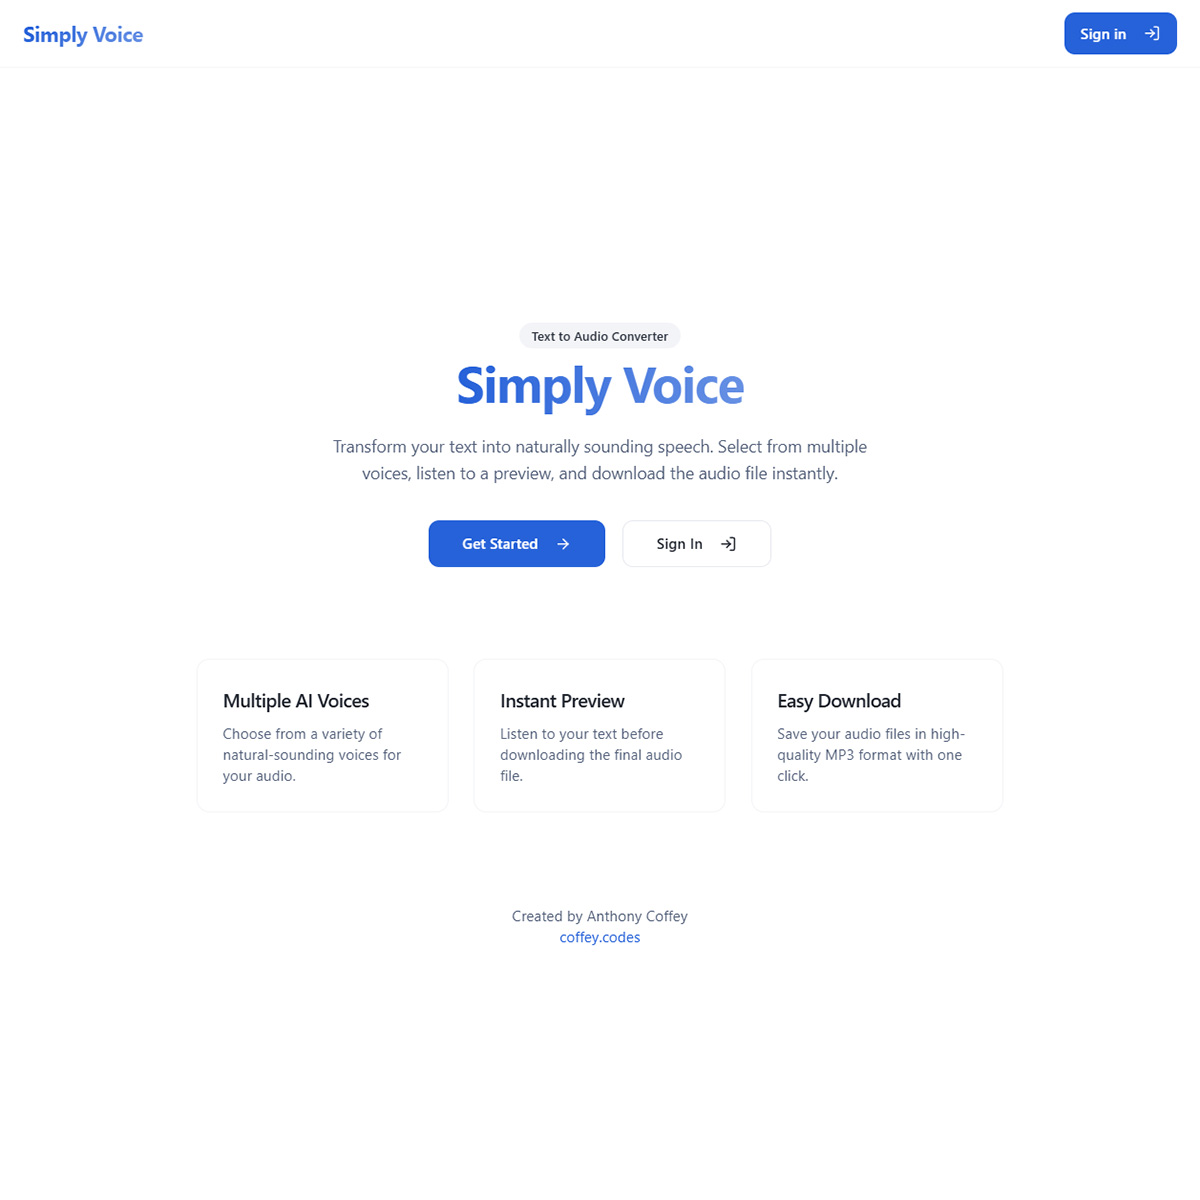 Simply Voice
Sign in
Text to Audio Converter
Simply Voice
Transform your text into naturally sounding speech. Select from multiple
voices, listen to a preview, and download the audio file instantly.
Get Started
Sign In
Multiple AI Voices
Choose from a variety of
natural-sounding voices for
your audio.
Instant Preview
Listen to your text before
downloading the final audio
file.
Easy Download
Save your audio files in high-
quality MP3 format with one
click.
Created by Anthony Coffey
coffey.codes